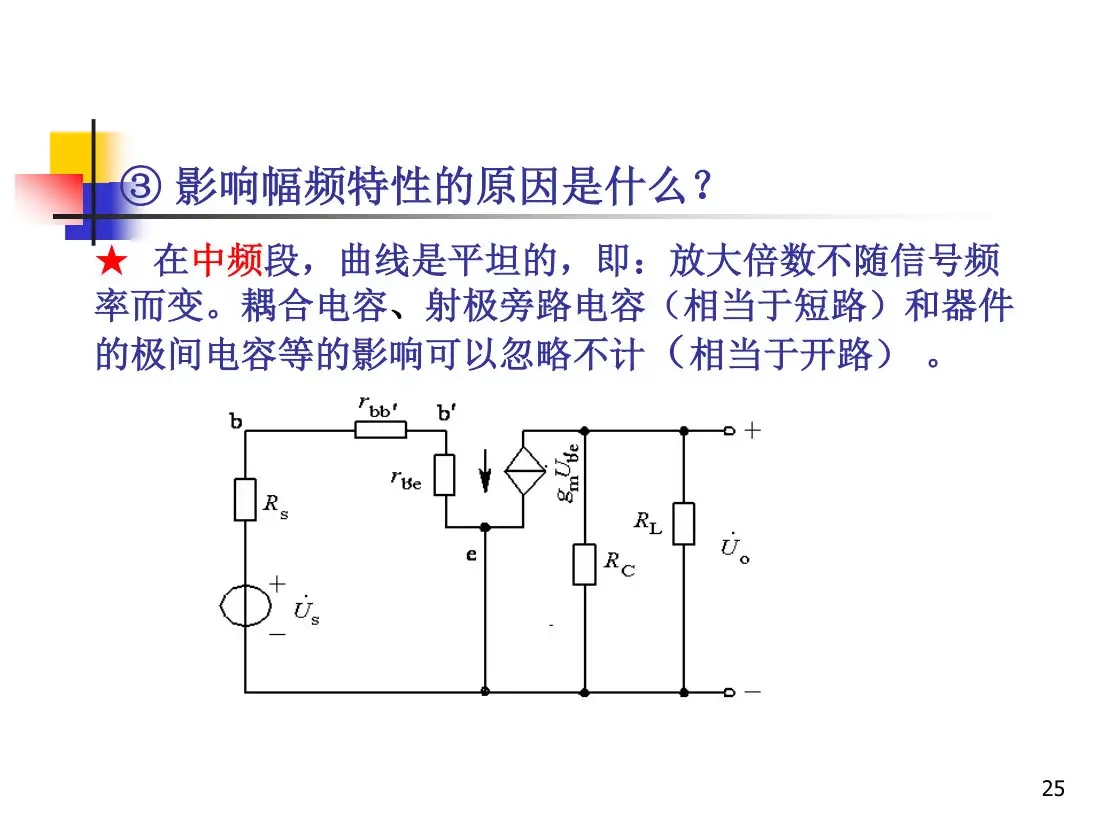 ③ 影响幅频特性的原因是什么？
★ 在中频段，曲线是平坦的，即：放大倍数不随信号频
率而变。耦合电容、射极旁路电容（相当于短路）和器件
的极间电容等的影响可以忽略不计（相当于开路） 。
b
rbb'
b'
rb'e
gmU̇b'e
+
Rs
RL
U̇o
e
RC
+
U̇s
−
−
25